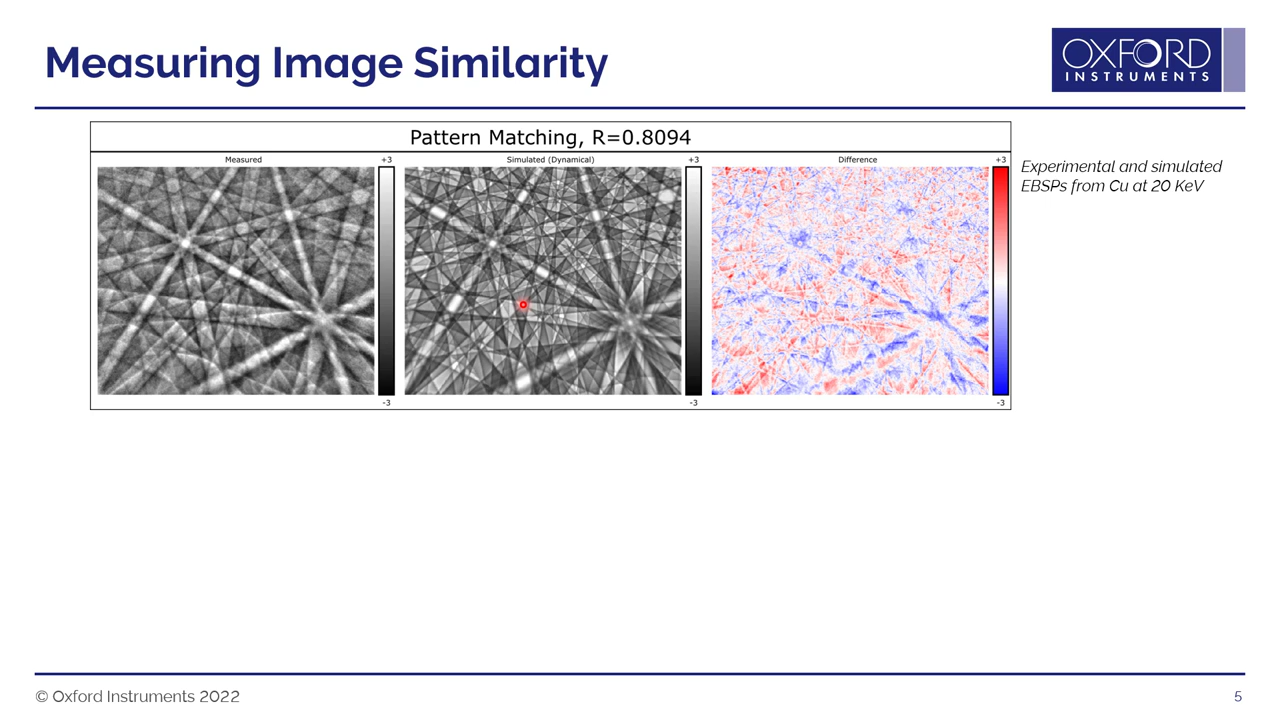 Measuring Image Similarity
OXFORD
INSTRUMENTS
Pattern Matching, R=0.8094
Measured
+3
Simulated (Dynamical)
+3
Difference
+3
-3
-3
-3
Experimental and simulated
EBSPs from Cu at 20 KeV
© Oxford Instruments 2022
5